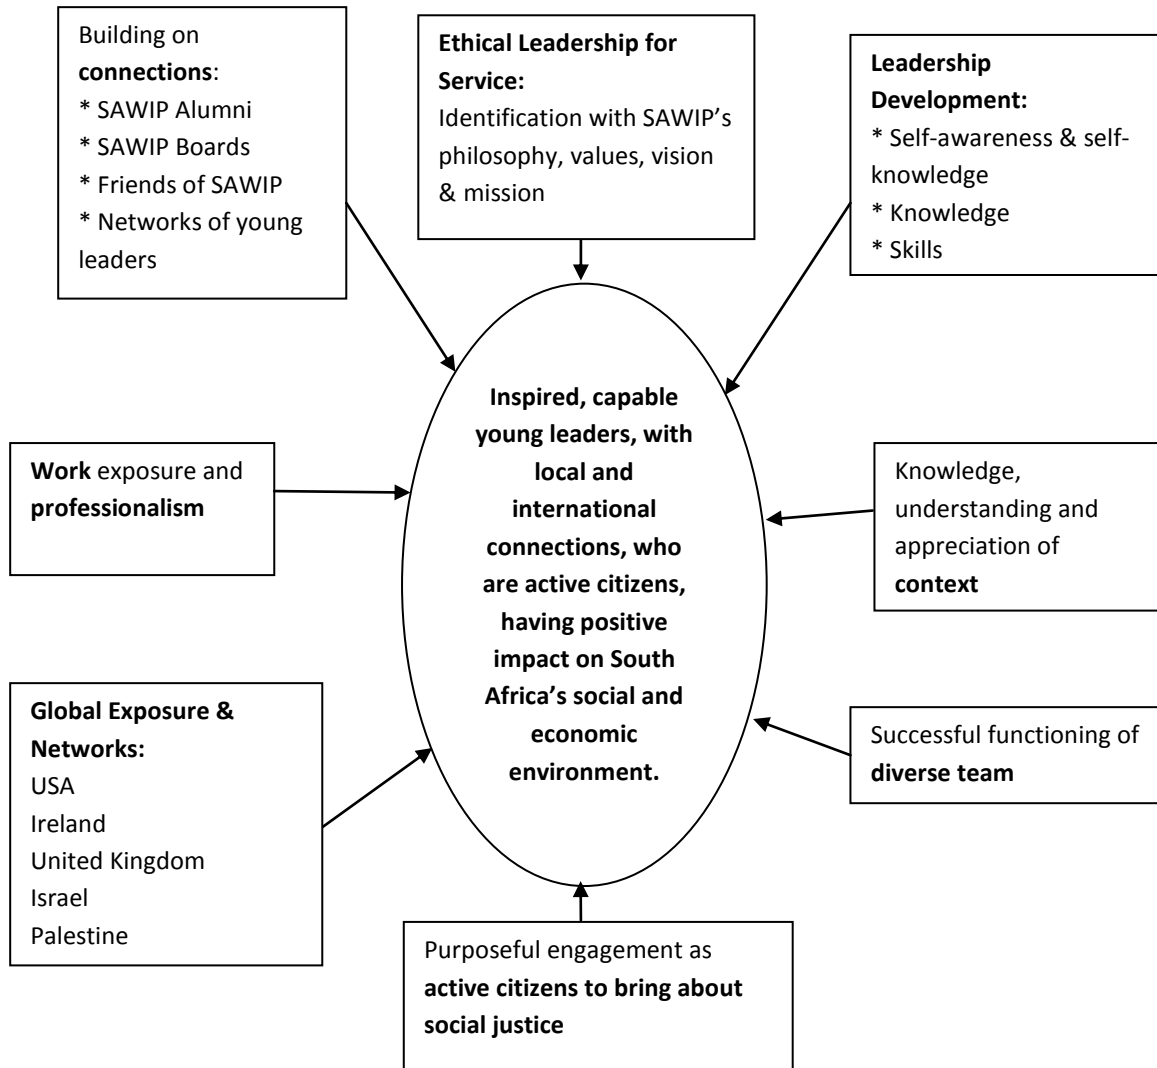 Building on
connections:
* SAWIP Alumni
* SAWIP Boards
* Friends of SAWIP
* Networks of young
leaders
Ethical Leadership for
Service:
Identification with SAWIP’s
philosophy, values, vision
& mission
Leadership
Development:
* Self-awareness & self-
knowledge
* Knowledge
* Skills
Inspired, capable
young leaders, with
local and
international
connections, who
are active citizens,
having positive
impact on South
Africa’s social and
economic
environment.
Work exposure and
professionalism
Knowledge,
understanding and
appreciation of
context
Global Exposure &
Networks:
USA
Ireland
United Kingdom
Israel
Palestine
Successful functioning of
diverse team
Purposeful engagement as
active citizens to bring about
social justice